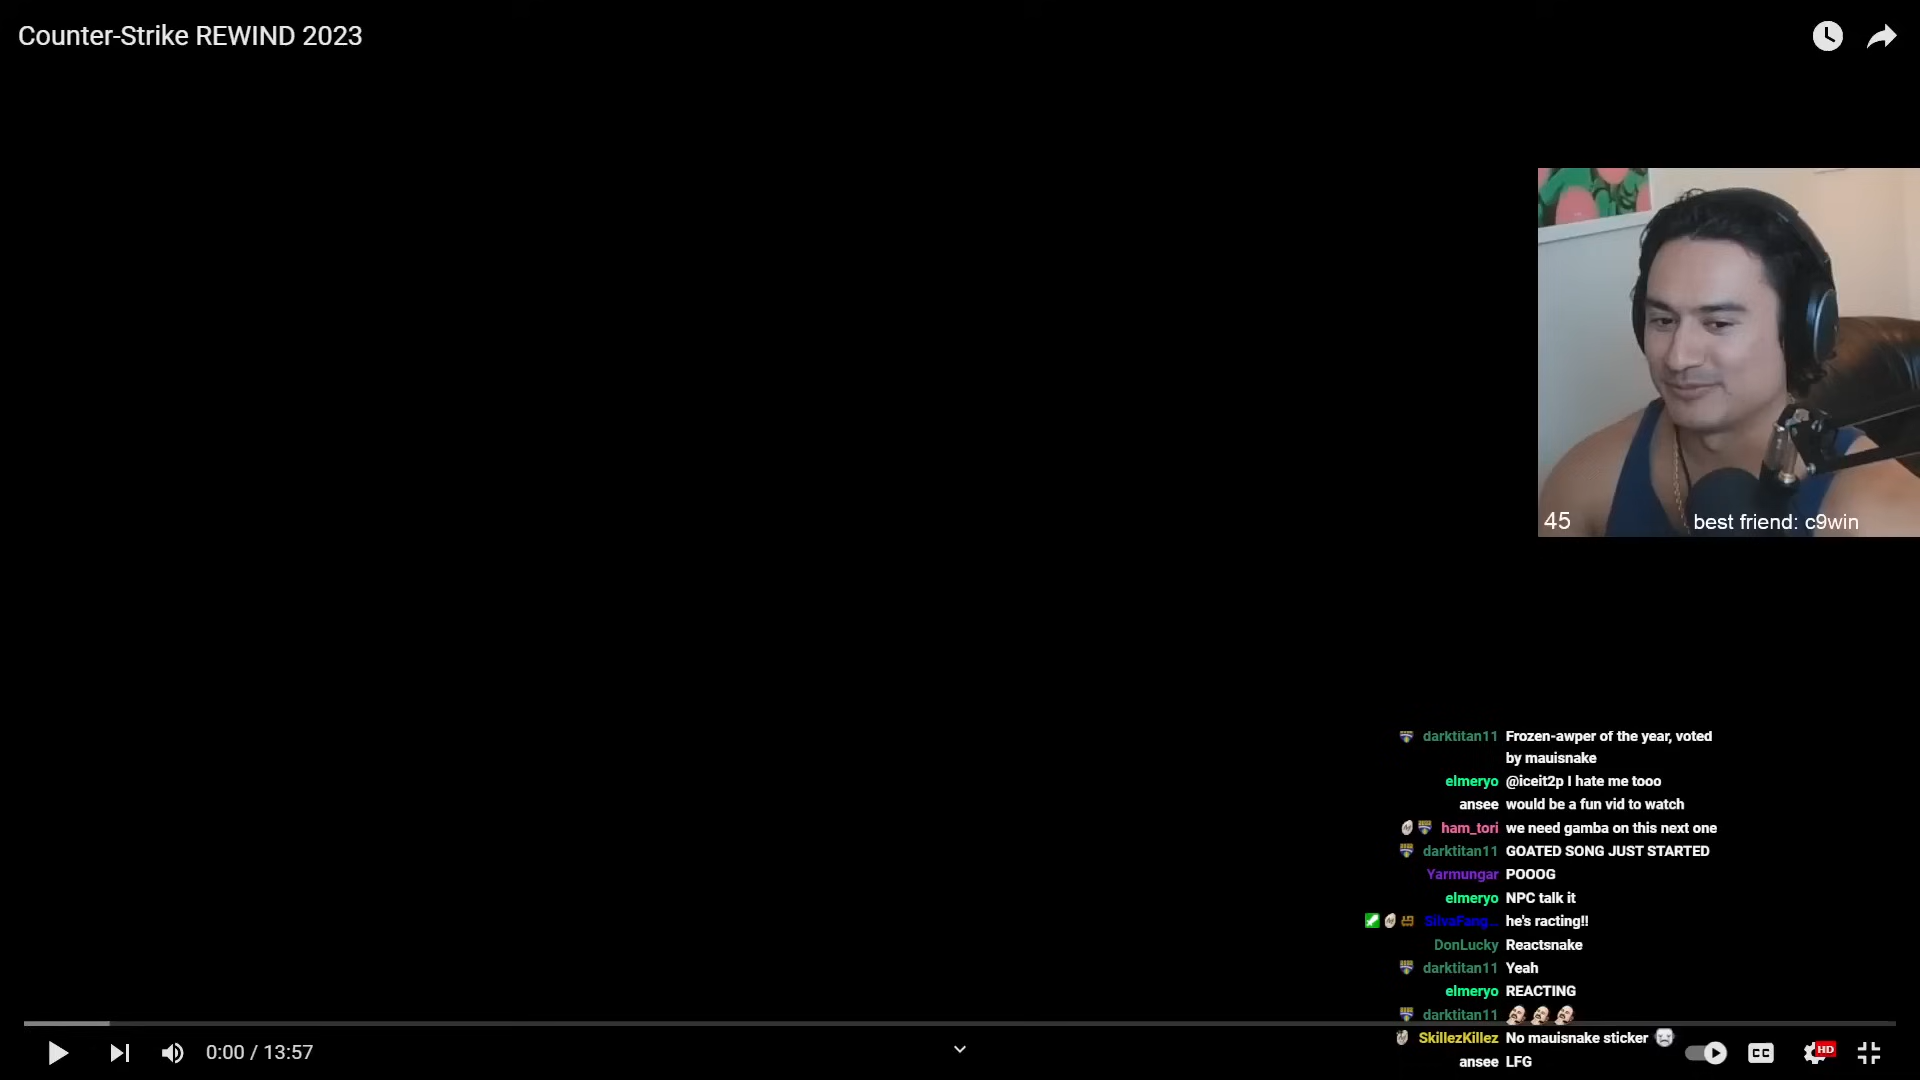 Counter-Strike REWIND 2023
45
best friend: c9win
darktitan11 Frozen-awper of the year, voted
by mauisnake
elmeryo @iceit2p I hate me tooo
ansee would be a fun vid to watch
ham_tori we need gamba on this next one
darktitan11 GOATED SONG JUST STARTED
Yarmungar POOOG
elmeryo NPC talk it
SilvaFang... he's racting!!
DonLucky Reactsnake
darktitan11 Yeah
elmeryo REACTING
darktitan11
SkillezKillez No mauisnake sticker
ansee LFG
0:00 / 13:57
CC
HD